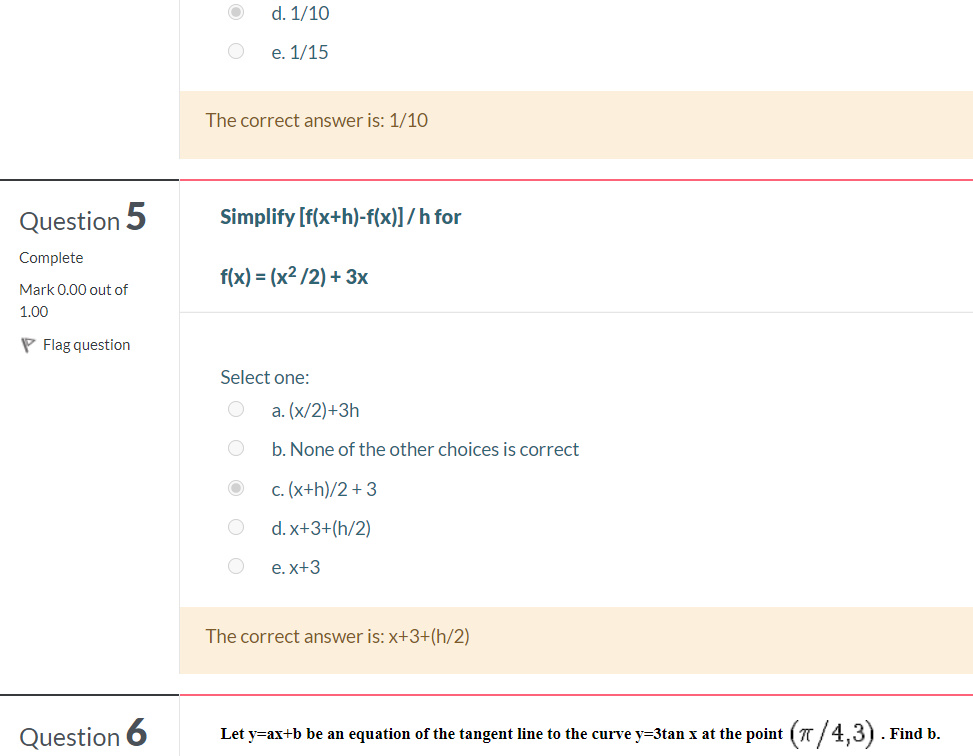 d. 1/10
e. 1/15
The correct answer is: 1/10
Question 5
Complete
Mark 0.00 out of
1.00
Flag question
Simplify [f(x+h)-f(x)] / h for
f(x) = (x² /2) + 3x
Select one:
a. (x/2)+3h
b. None of the other choices is correct
c. (x+h)/2 + 3
d. x+3+(h/2)
e. x+3
The correct answer is: x+3+(h/2)
Question 6
Let y=ax+b be an equation of the tangent line to the curve y=3tan x at the point (π/4,3) . Find b.